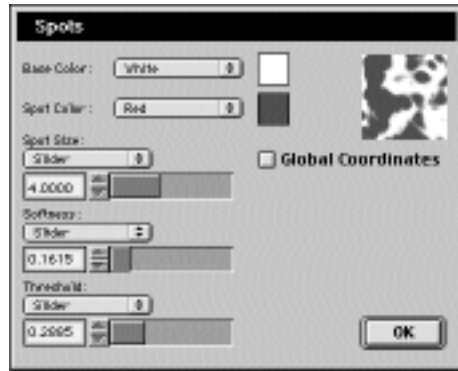 Spots
Base Color: White
Spot Color: Red
Spot Size:
Slider
Global Coordinates
4.0000
Softness:
Slider
0.1615
Threshold:
Slider
0.2885
OK